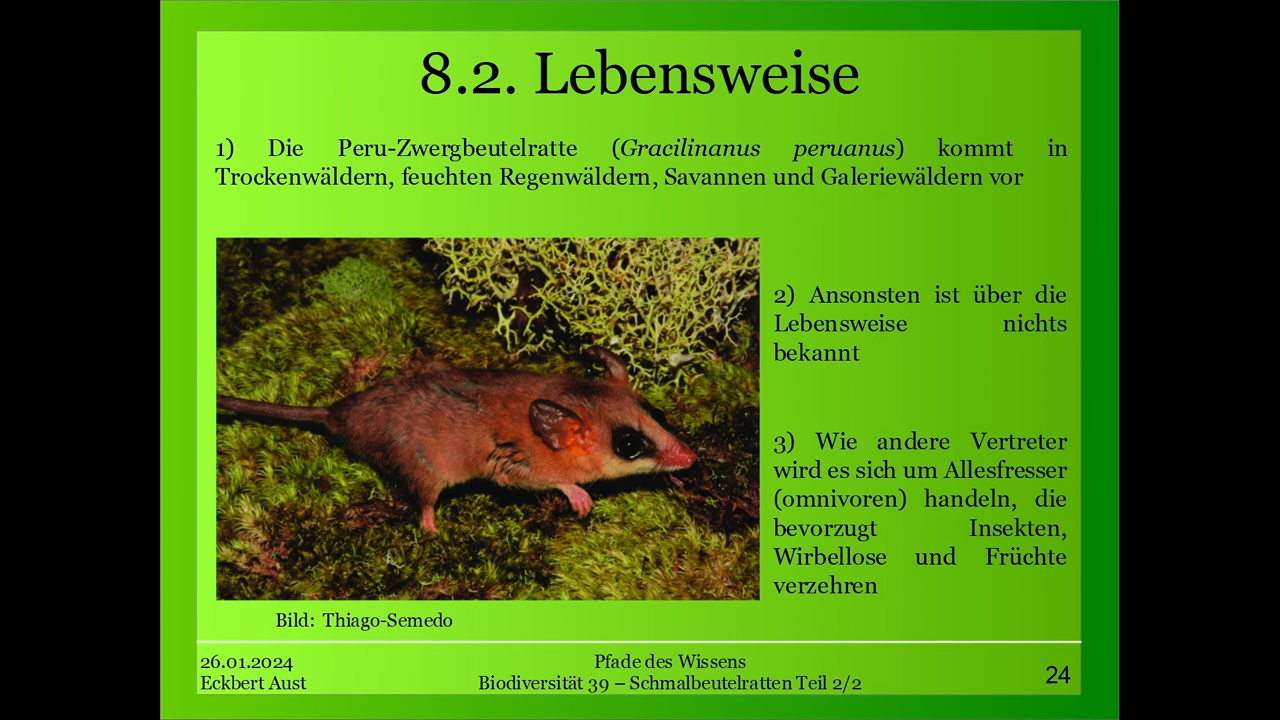 8.2. Lebensweise
1) Die Peru-Zwergbeutelratte (Gracilinanus peruanus) kommt in
Trockenwäldern, feuchten Regenwäldern, Savannen und Galeriewäldern vor
2) Ansonsten ist über die
Lebensweise nichts
bekannt
3) Wie andere Vertreter
wird es sich um Allesfresser
(omnivoren) handeln, die
bevorzugt Insekten,
Wirbellose und Früchte
verzehren
Bild: Thiago-Semedo
26.01.2024
Eckbert Aust
Pfade des Wissens
Biodiversität 39 – Schmalbeutelratten Teil 2/2
24